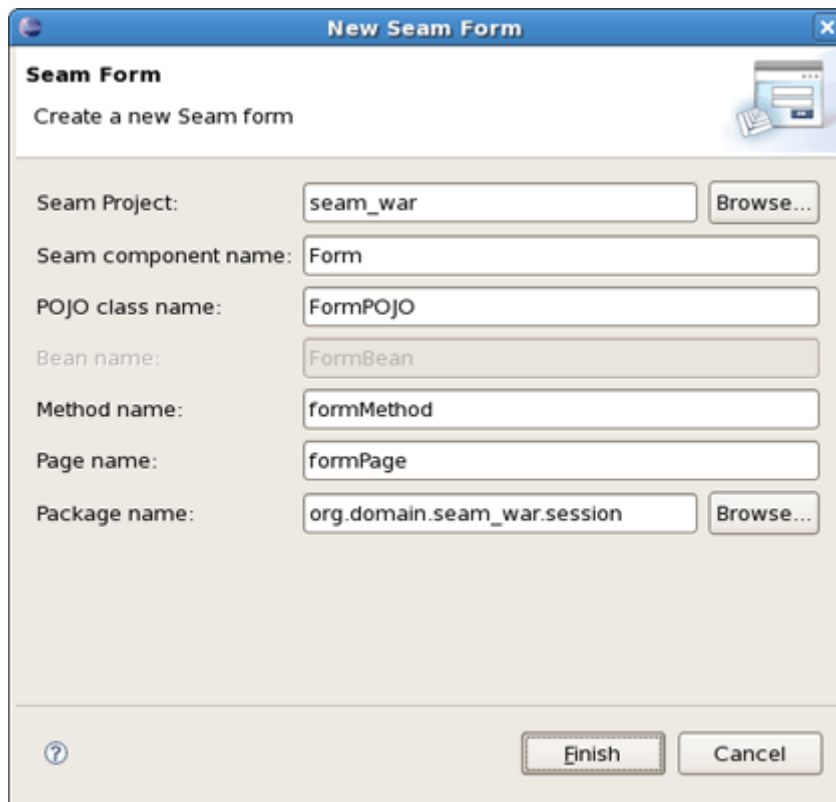 New Seam Form
Seam Form
Create a new Seam form
Seam Project: seam_war Browse...
Seam component name: Form
POJO class name: FormPOJO
Bean name: FormBean
Method name: formMethod
Page name: formPage
Package name: org.domain.seam_war.session Browse...
? Finish Cancel